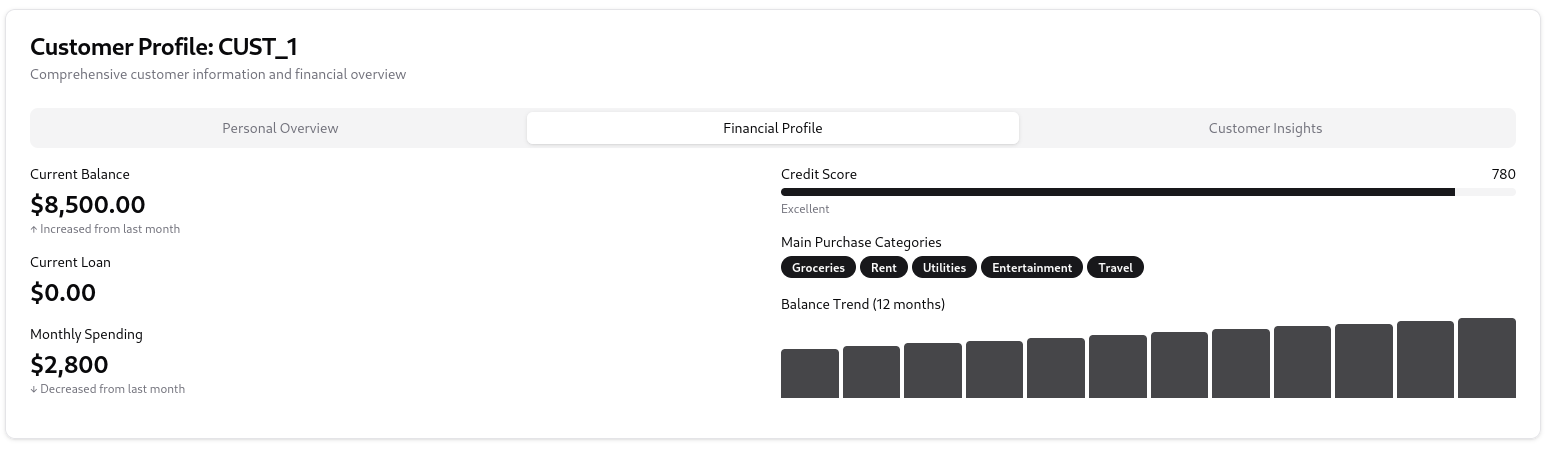 Customer Profile: CUST_1
Comprehensive customer information and financial overview
Personal Overview
Financial Profile
Customer Insights
Current Balance
$8,500.00
↑ Increased from last month
Current Loan
$0.00
Monthly Spending
$2,800
↓ Decreased from last month
Credit Score 780
Excellent
Main Purchase Categories
Groceries Rent Utilities Entertainment Travel
Balance Trend (12 months)